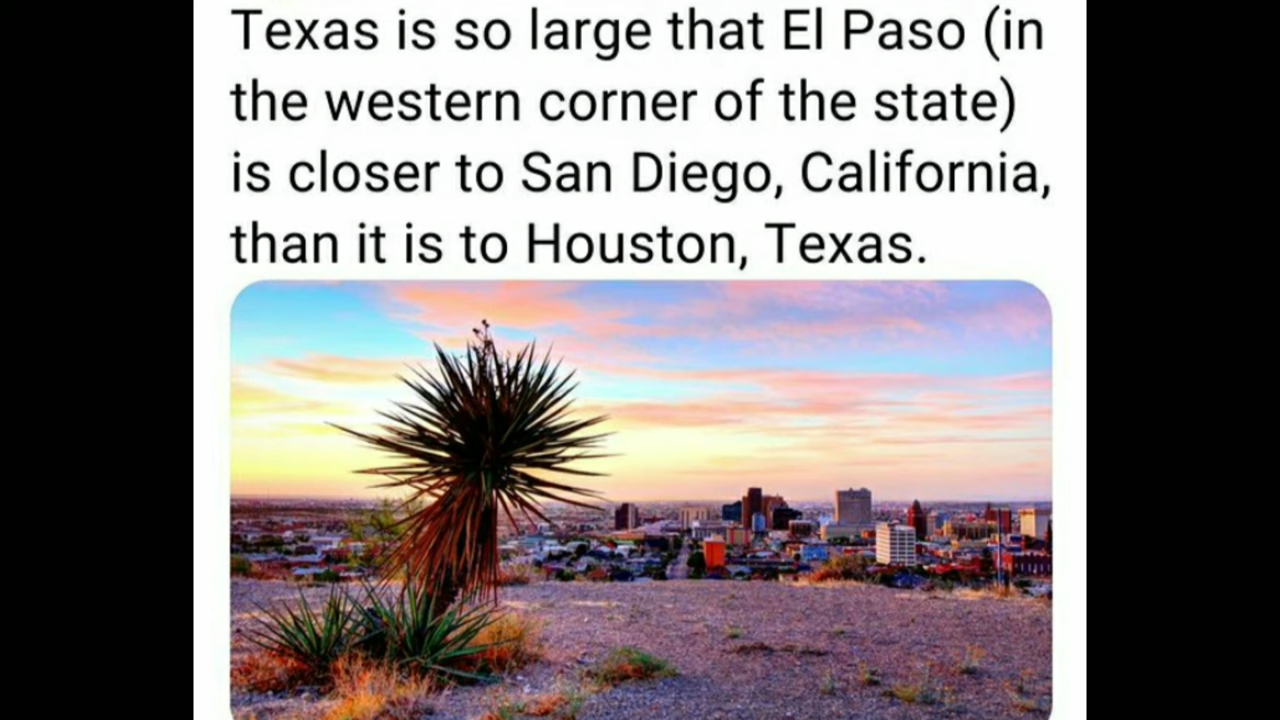 Texas is so large that El Paso (in
the western corner of the state)
is closer to San Diego, California,
than it is to Houston, Texas.